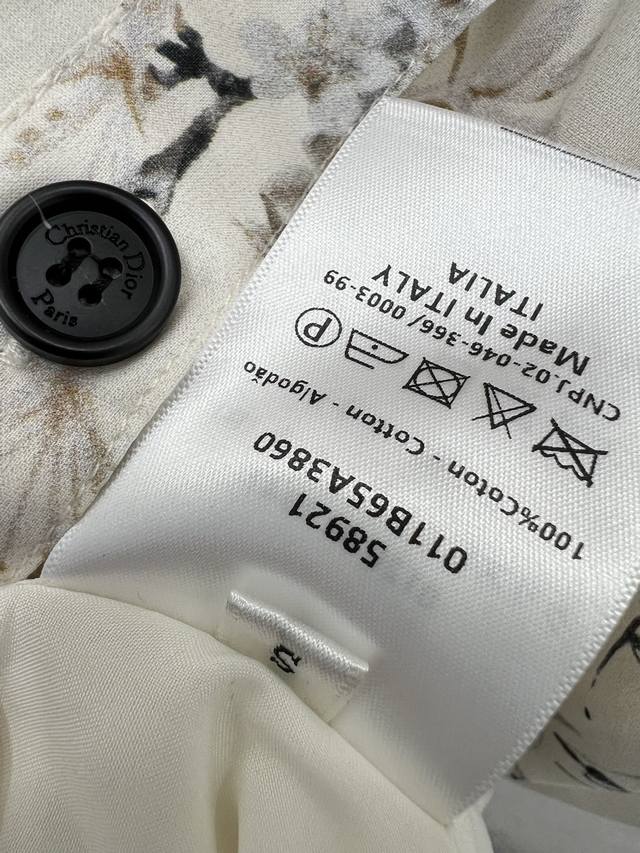 Christian Dior
Paris
S
58921
011B65A3860
100%Coton - Cotton - Algodão
CNPJ.02-046-366/ 0003-99
Made In ITALY
ITALIA